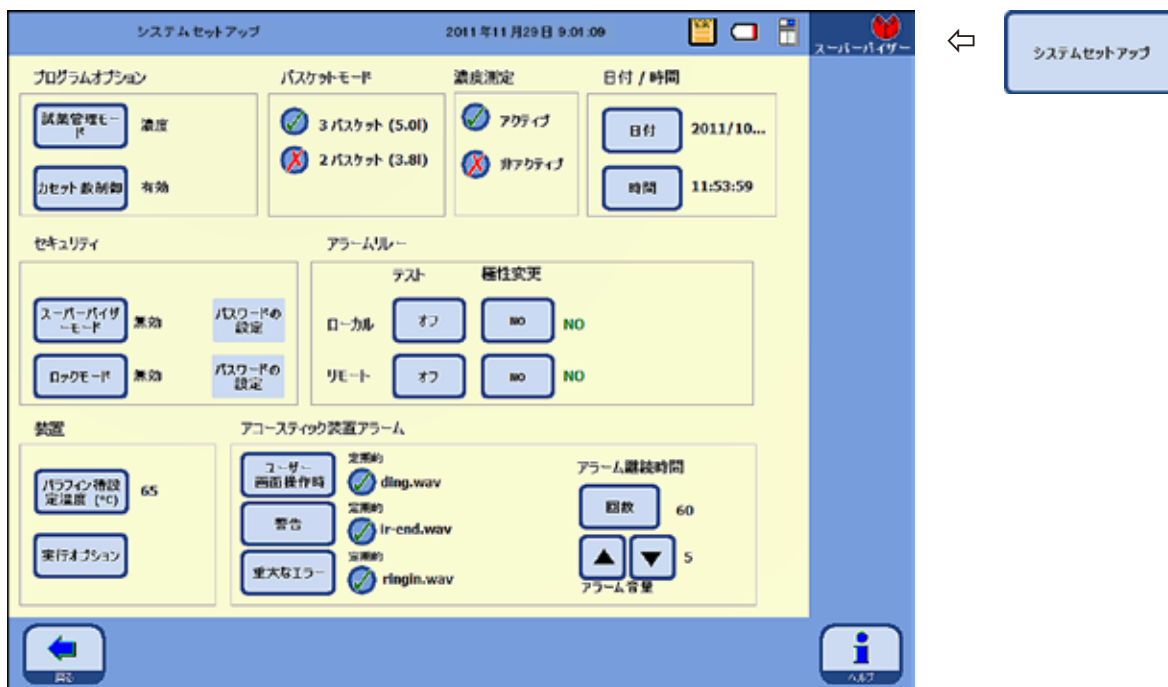 システムセットアップ
2011年11月29日 9:01:09
スーパーバイザー
⇦
システムセットアップ
プログラムオプション
バスケットモード
濃度測定
日付 / 時間
試薬管理モー
ド
濃度
3 バスケット (5.0l)
アクティブ
日付
2011/10...
2 バスケット (3.8l)
非アクティブ
カセット数制御
有効
時間
11:53:59
セキュリティ
アラームリレー
テスト
極性変更
スーパーバイザ
ーモード
無効
パスワードの
設定
ローカル
オフ
NO
NO
ロックモード
無効
パスワードの
設定
リモート
オフ
NO
NO
装置
アコースティック装置アラーム
パラフィン槽設
定温度 (°C)
65
ユーザー
画面操作時
定期的
ding.wav
アラーム継続時間
回数
60
警告
定期的
ir-end.wav
実行オプション
重大なエラー
定期的
ringin.wav
5
アラーム音量
戻る
ヘルプ